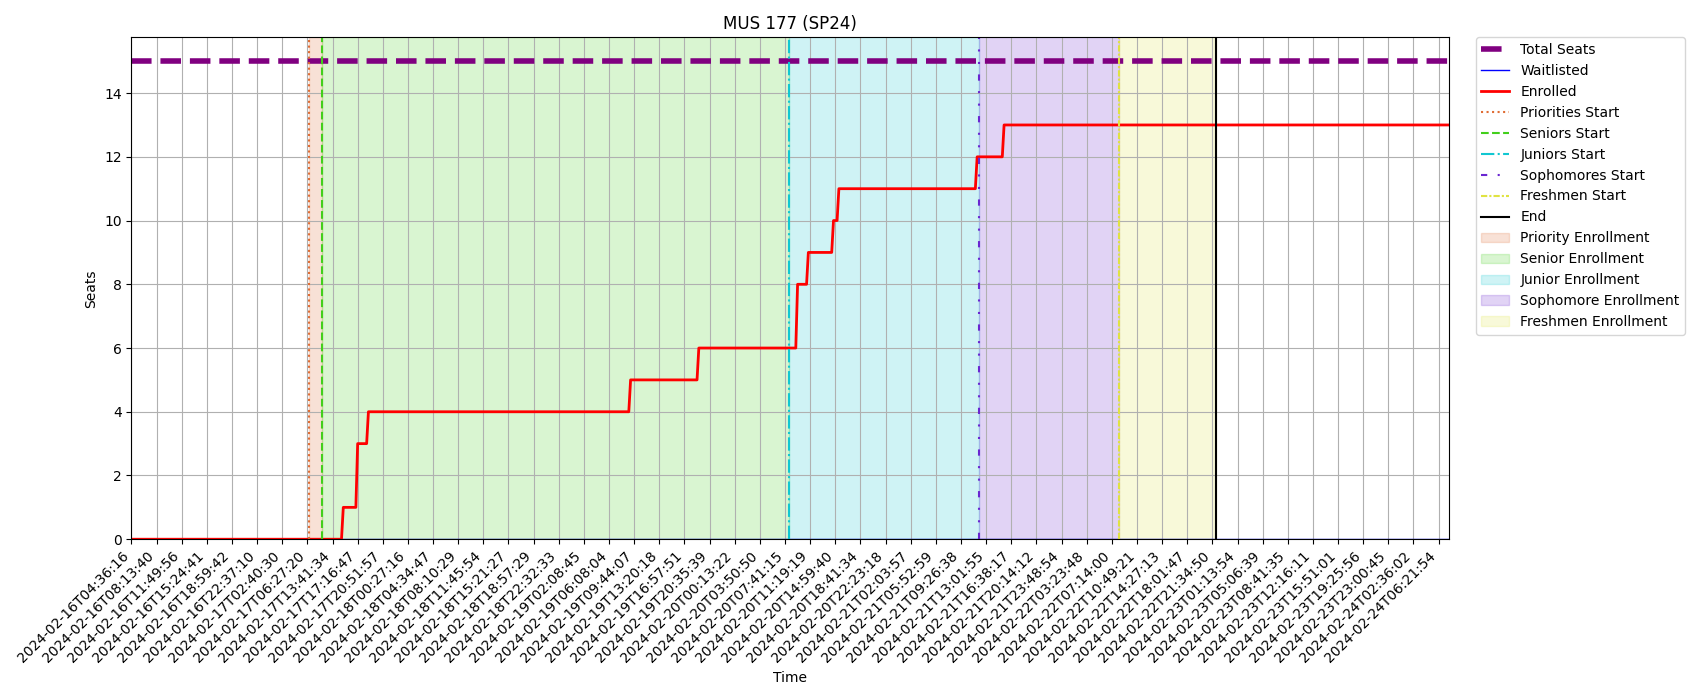 MUS 177 (SP24)
Seats
14
12
10
8
6
4
2
0
2024-02-16T04:36:16
2024-02-16T08:13:40
2024-02-16T11:49:56
2024-02-16T15:24:41
2024-02-16T18:59:42
2024-02-16T22:37:10
2024-02-17T02:40:30
2024-02-17T06:27:20
2024-02-17T13:41:34
2024-02-17T17:16:47
2024-02-17T20:51:57
2024-02-18T00:27:16
2024-02-18T04:34:47
2024-02-18T08:10:29
2024-02-18T11:45:54
2024-02-18T15:21:27
2024-02-18T18:57:29
2024-02-18T22:32:33
2024-02-19T02:08:45
2024-02-19T06:08:04
2024-02-19T09:44:07
2024-02-19T13:20:18
2024-02-19T16:57:51
2024-02-19T20:35:39
2024-02-20T00:13:22
2024-02-20T03:50:50
2024-02-20T07:41:15
2024-02-20T11:19:19
2024-02-20T14:59:40
2024-02-20T18:41:34
2024-02-20T22:23:18
2024-02-21T02:03:57
2024-02-21T05:52:59
2024-02-21T09:26:38
2024-02-21T13:01:55
2024-02-21T16:38:17
2024-02-21T20:14:12
2024-02-21T23:48:54
2024-02-22T03:23:48
2024-02-22T07:14:00
2024-02-22T10:49:21
2024-02-22T14:27:13
2024-02-22T18:01:47
2024-02-22T21:34:50
2024-02-23T01:13:54
2024-02-23T05:06:39
2024-02-23T08:41:35
2024-02-23T12:16:11
2024-02-23T15:51:01
2024-02-23T19:25:56
2024-02-23T23:00:45
2024-02-24T02:36:02
2024-02-24T06:21:54
Time
Total Seats
Waitlisted
Enrolled
Priorities Start
Seniors Start
Juniors Start
Sophomores Start
Freshmen Start
End
Priority Enrollment
Senior Enrollment
Junior Enrollment
Sophomore Enrollment
Freshmen Enrollment